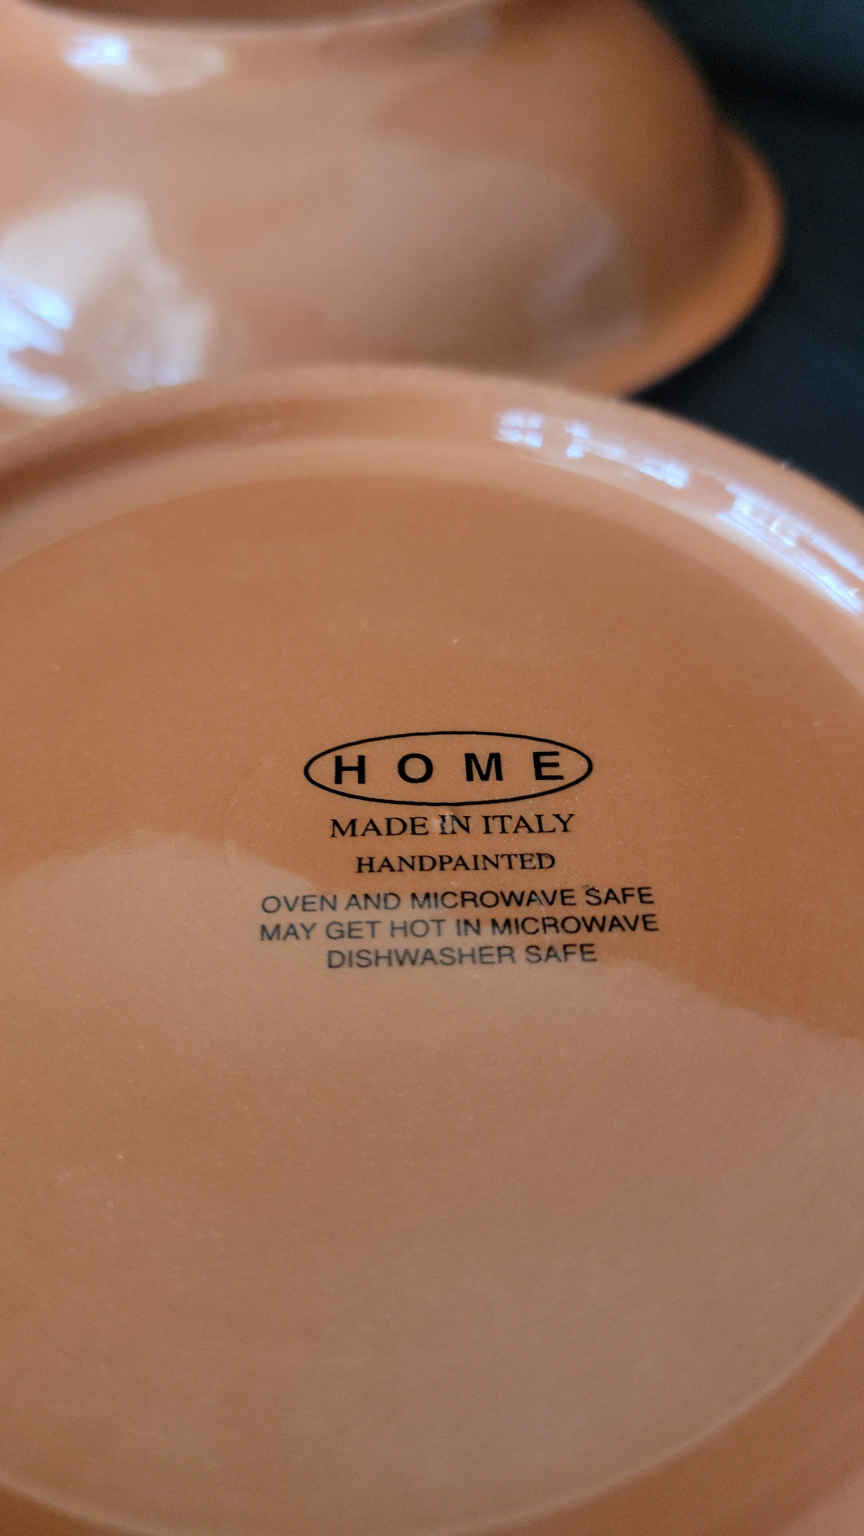 HOME
MADE IN ITALY
HANDPAINTED
OVEN AND MICROWAVE SAFE
MAY GET HOT IN MICROWAVE
DISHWASHER SAFE